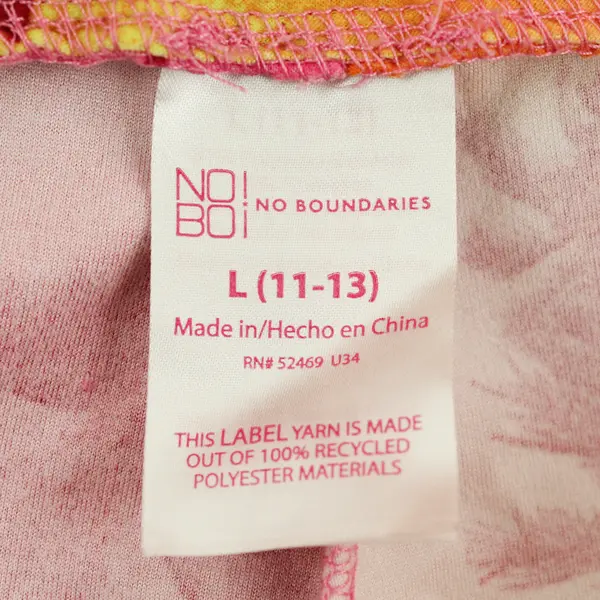 NO!
BO¡ NO BOUNDARIES
L (11-13)
Made in/Hecho en China
RN# 52469 U34
THIS LABEL YARN IS MADE
OUT OF 100% RECYCLED
POLYESTER MATERIALS